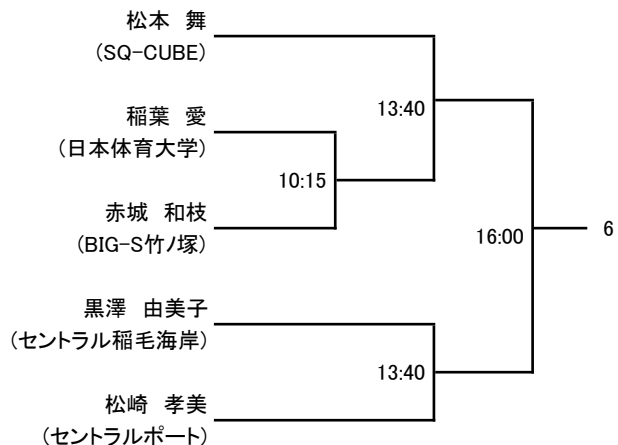 松本　舞
(SQ-CUBE)
13:40
稲葉　愛
(日本体育大学)
10:15
赤城　和枝
(BIG-S竹ノ塚)
16:00
6
黒澤　由美子
(セントラル稲毛海岸)
13:40
松崎　孝美
(セントラルポート)